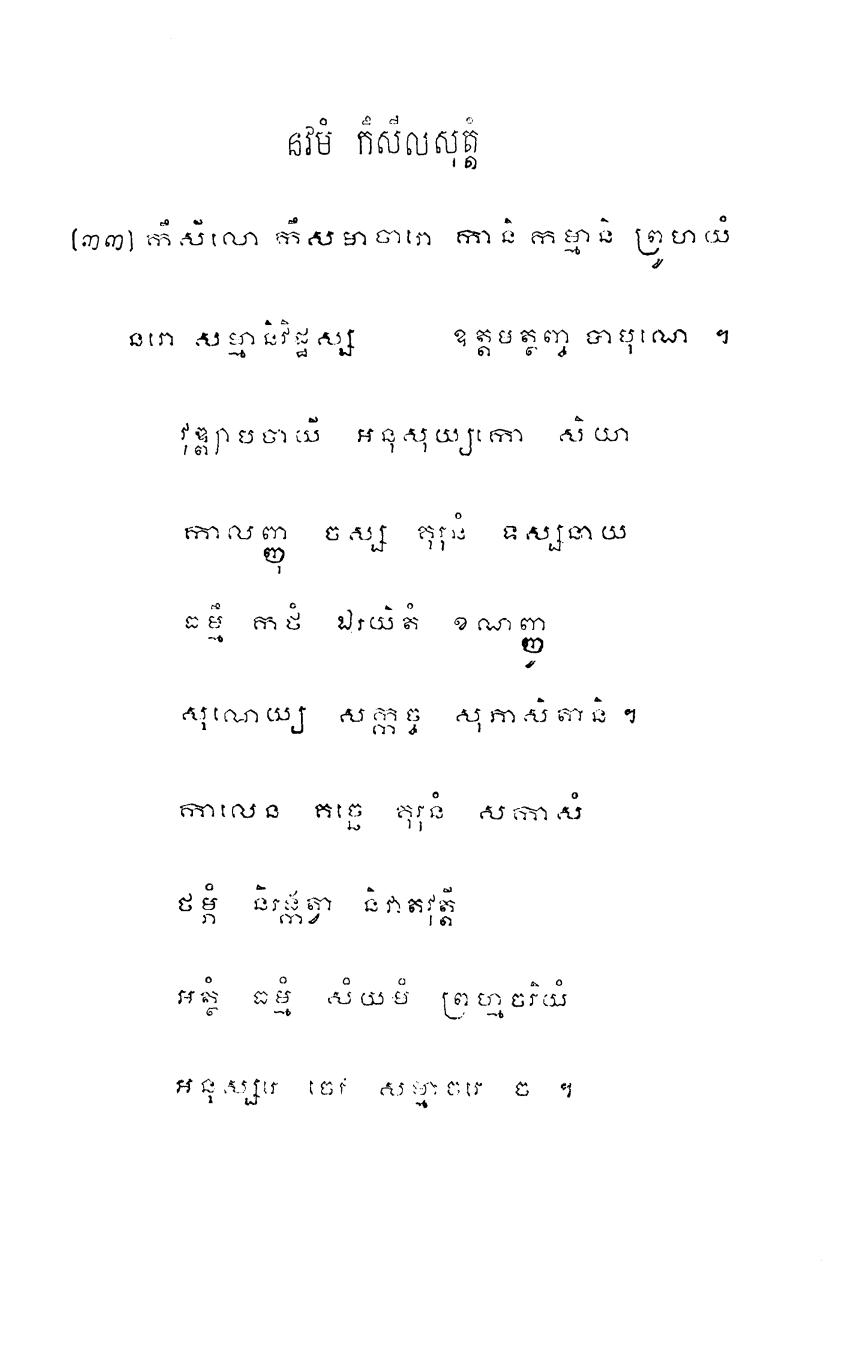 នវមំ កឹសីលសុត្តំ
(៣៣) កឹសីលោ កឹសមាចារោ កានិ កម្មានិ ព្រូហយំ
នរោ សម្មានិវិដ្ឋស្ស ឧត្តមត្ថញ្ច បាបុណេ ។
វុឌ្ឍាបចាយី អនុសុយ្យកោ សិយា
កាលញ្ញុ ចស្ស គុរុនំ ទស្សនាយ
ធម្មឹ កថំ ឯរយិតំ ខណញ្ញូ
សុណេយ្យ សក្កច្ច សុភាសិតានិ ។
កាលេន គច្ឆេ គុរុនំ សកាសំ
ថម្ភំ និរង្កត្វា និវាតវុត្តី
អត្ថំ ធម្មំ សំយមំ ព្រហ្មចរិយំ
អនុស្សរេ ចេវ សម្មាចរេ ច ។